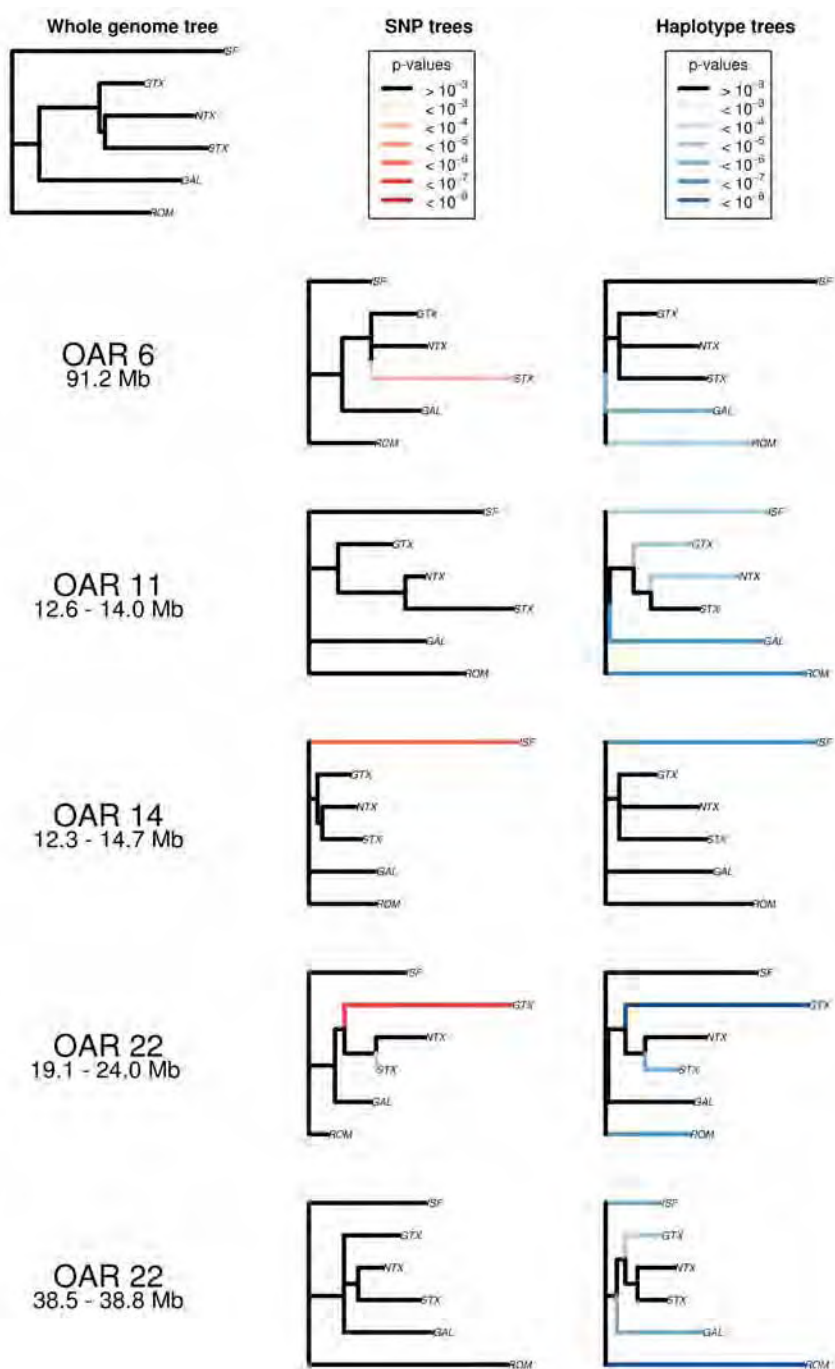 Whole genome tree
SNP trees
Haplotype trees
ISF
GTX
NTX
STX
GAL
ROM
p-values
> 10⁻³
< 10⁻³
< 10⁻⁴
< 10⁻⁵
< 10⁻⁶
< 10⁻⁷
< 10⁻⁸
p-values
> 10⁻³
< 10⁻³
< 10⁻⁴
< 10⁻⁵
< 10⁻⁶
< 10⁻⁷
< 10⁻⁸
OAR 6
91.2 Mb
ISF
GTX
NTX
STX
GAL
ROM
ISF
GTX
NTX
STX
GAL
ROM
OAR 11
12.6 - 14.0 Mb
ISF
GTX
NTX
STX
GAL
ROM
ISF
GTX
NTX
STX
GAL
ROM
OAR 14
12.3 - 14.7 Mb
ISF
GTX
NTX
STX
GAL
ROM
ISF
GTX
NTX
STX
GAL
ROM
OAR 22
19.1 - 24.0 Mb
ISF
GTX
NTX
STX
GAL
ROM
ISF
GTX
NTX
STX
GAL
ROM
OAR 22
38.5 - 38.8 Mb
ISF
GTX
NTX
STX
GAL
ROM
ISF
GTX
NTX
STX
GAL
ROM